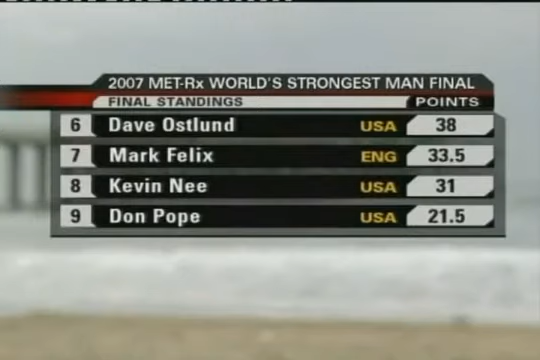 2007 MET-Rx WORLD'S STRONGEST MAN FINAL
FINAL STANDINGS POINTS
6 Dave Ostlund USA 38
7 Mark Felix ENG 33.5
8 Kevin Nee USA 31
9 Don Pope USA 21.5